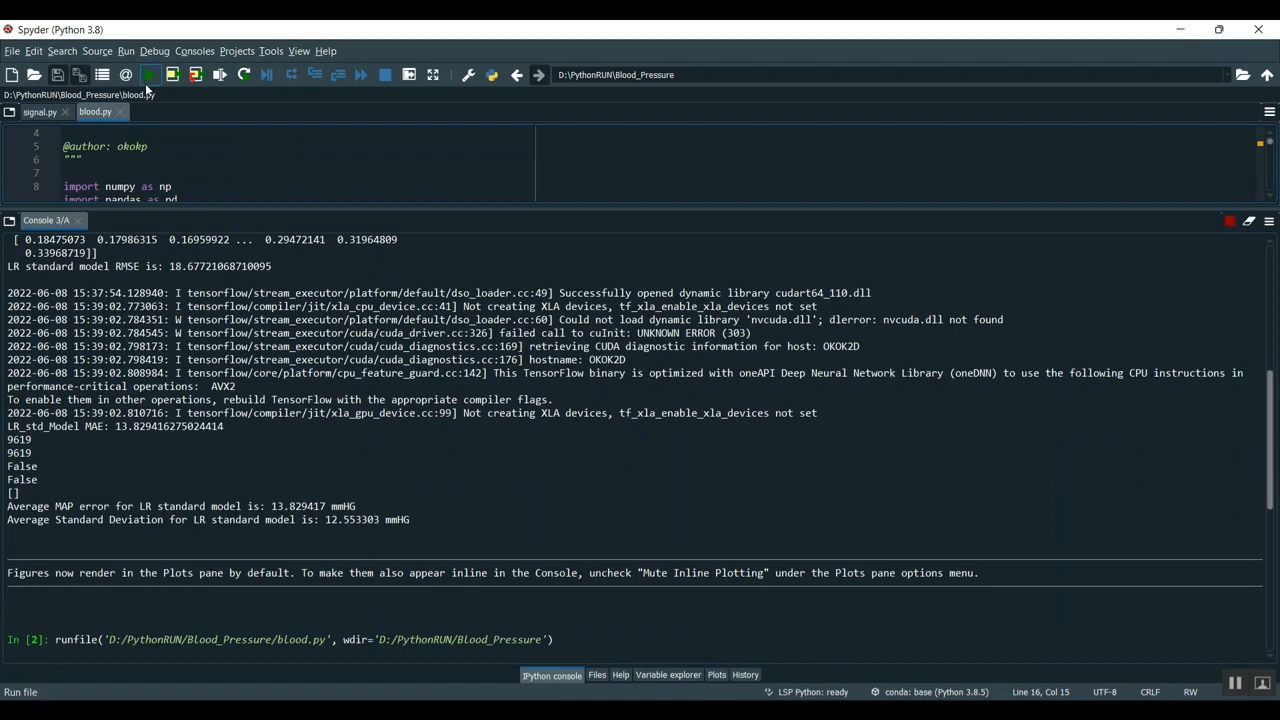 Spyder (Python 3.8)
File Edit Search Source Run Debug Consoles Projects Tools View Help
D:\PythonRUN\Blood_Pressure
D:\PythonRUN\Blood_Pressure\blood.py
signal.py blood.py
4
5 @author: okokp
6 """
7
8 import numpy as np
import pandas as pd
Console 3/A
[ 0.18475073 0.17986315 0.16959922 ... 0.29472141 0.31964809
0.33968719]]
LR standard model RMSE is: 18.67721068710095
2022-06-08 15:37:54.128940: I tensorflow/stream_executor/platform/default/dso_loader.cc:49] Successfully opened dynamic library cudart64_110.dll
2022-06-08 15:39:02.773063: I tensorflow/compiler/jit/xla_cpu_device.cc:41] Not creating XLA devices, tf_xla_enable_xla_devices not set
2022-06-08 15:39:02.784351: W tensorflow/stream_executor/platform/default/dso_loader.cc:60] Could not load dynamic library 'nvcuda.dll'; dlerror: nvcuda.dll not found
2022-06-08 15:39:02.784545: W tensorflow/stream_executor/cuda/cuda_driver.cc:326] failed call to cuInit: UNKNOWN ERROR (303)
2022-06-08 15:39:02.798173: I tensorflow/stream_executor/cuda/cuda_diagnostics.cc:169] retrieving CUDA diagnostic information for host: OKOK2D
2022-06-08 15:39:02.798419: I tensorflow/stream_executor/cuda/cuda_diagnostics.cc:176] hostname: OKOK2D
2022-06-08 15:39:02.808984: I tensorflow/core/platform/cpu_feature_guard.cc:142] This TensorFlow binary is optimized with oneAPI Deep Neural Network Library (oneDNN) to use the following CPU instructions in
performance-critical operations: AVX2
To enable them in other operations, rebuild TensorFlow with the appropriate compiler flags.
2022-06-08 15:39:02.810716: I tensorflow/compiler/jit/xla_gpu_device.cc:99] Not creating XLA devices, tf_xla_enable_xla_devices not set
LR_std_Model MAE: 13.829416275024414
9619
9619
False
False
[]
Average MAP error for LR standard model is: 13.829417 mmHG
Average Standard Deviation for LR standard model is: 12.553303 mmHG
Figures now render in the Plots pane by default. To make them also appear inline in the Console, uncheck "Mute Inline Plotting" under the Plots pane options menu.
In [2]: runfile('D:/PythonRUN/Blood_Pressure/blood.py', wdir='D:/PythonRUN/Blood_Pressure')
IPython console Files Help Variable explorer Plots History
Run file LSP Python: ready conda: base (Python 3.8.5) Line 16, Col 15 UTF-8 CRLF RW